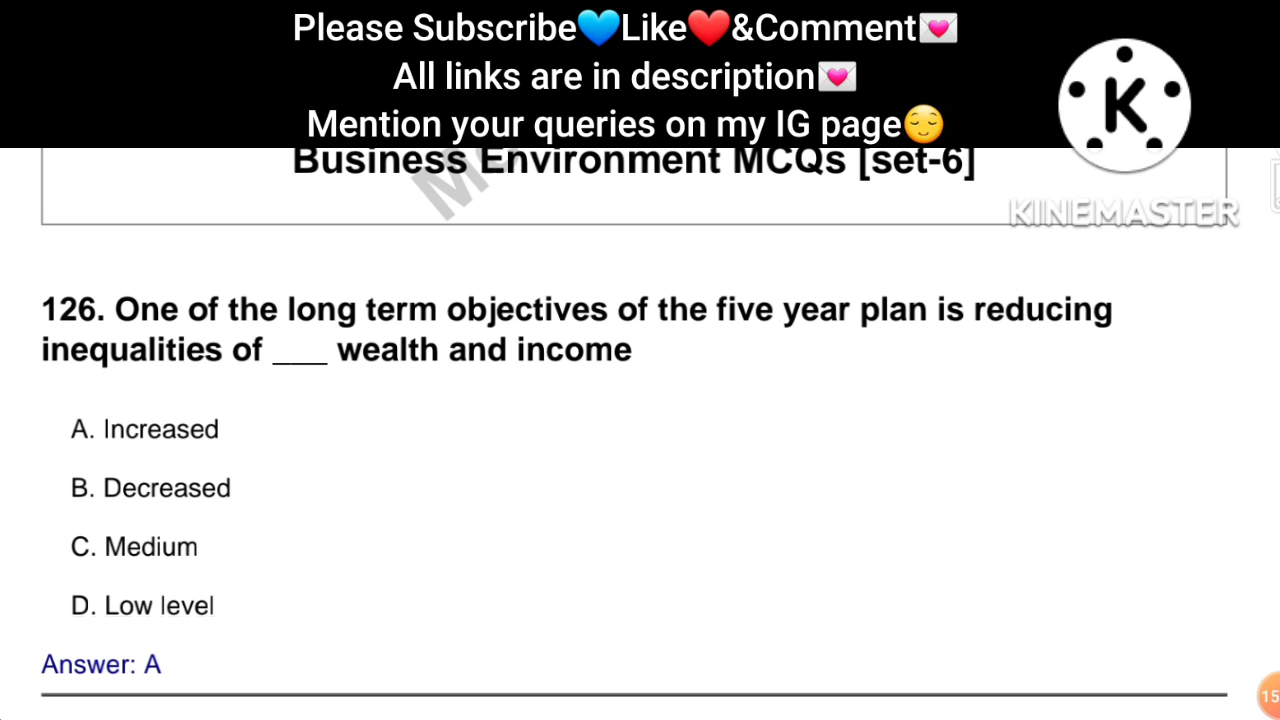 Please Subscribe💙Like❤️&Comment💌
All links are in description💌
Mention your queries on my IG page😌
K
KINEMASTER
Business Environment MCQs [set-6]
126. One of the long term objectives of the five year plan is reducing
inequalities of ___ wealth and income
A. Increased
B. Decreased
C. Medium
D. Low level
Answer: A
15